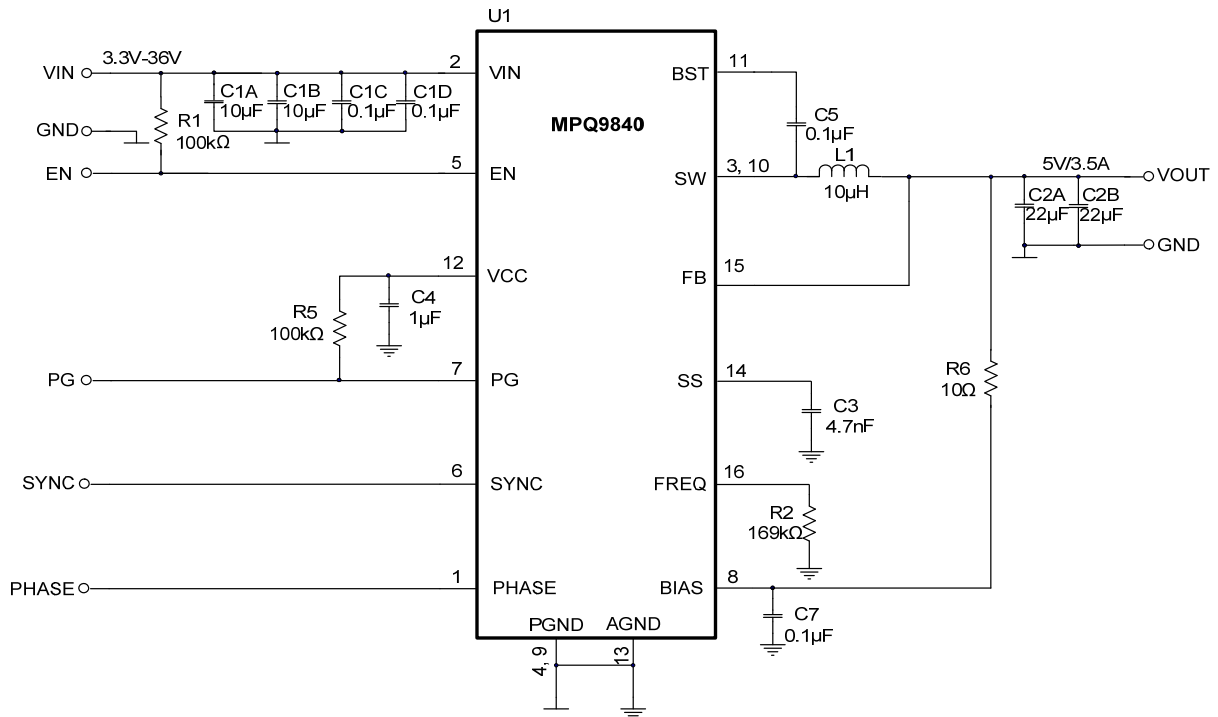 U1
VIN
3.3V-36V
2
VIN
BST
11
C1A
10µF
C1B
10µF
C1C
0.1µF
C1D
0.1µF
C5
0.1µF
MPQ9840
GND
R1
100kΩ
EN
5
EN
SW
3, 10
L1
10µH
5V/3.5A
VOUT
C2A
22µF
C2B
22µF
GND
12
VCC
FB
15
R5
100kΩ
C4
1µF
PG
7
PG
SS
14
R6
10Ω
C3
4.7nF
SYNC
6
SYNC
FREQ
16
R2
169kΩ
PHASE
1
PHASE
BIAS
8
C7
0.1µF
PGND
AGND
4, 9
13